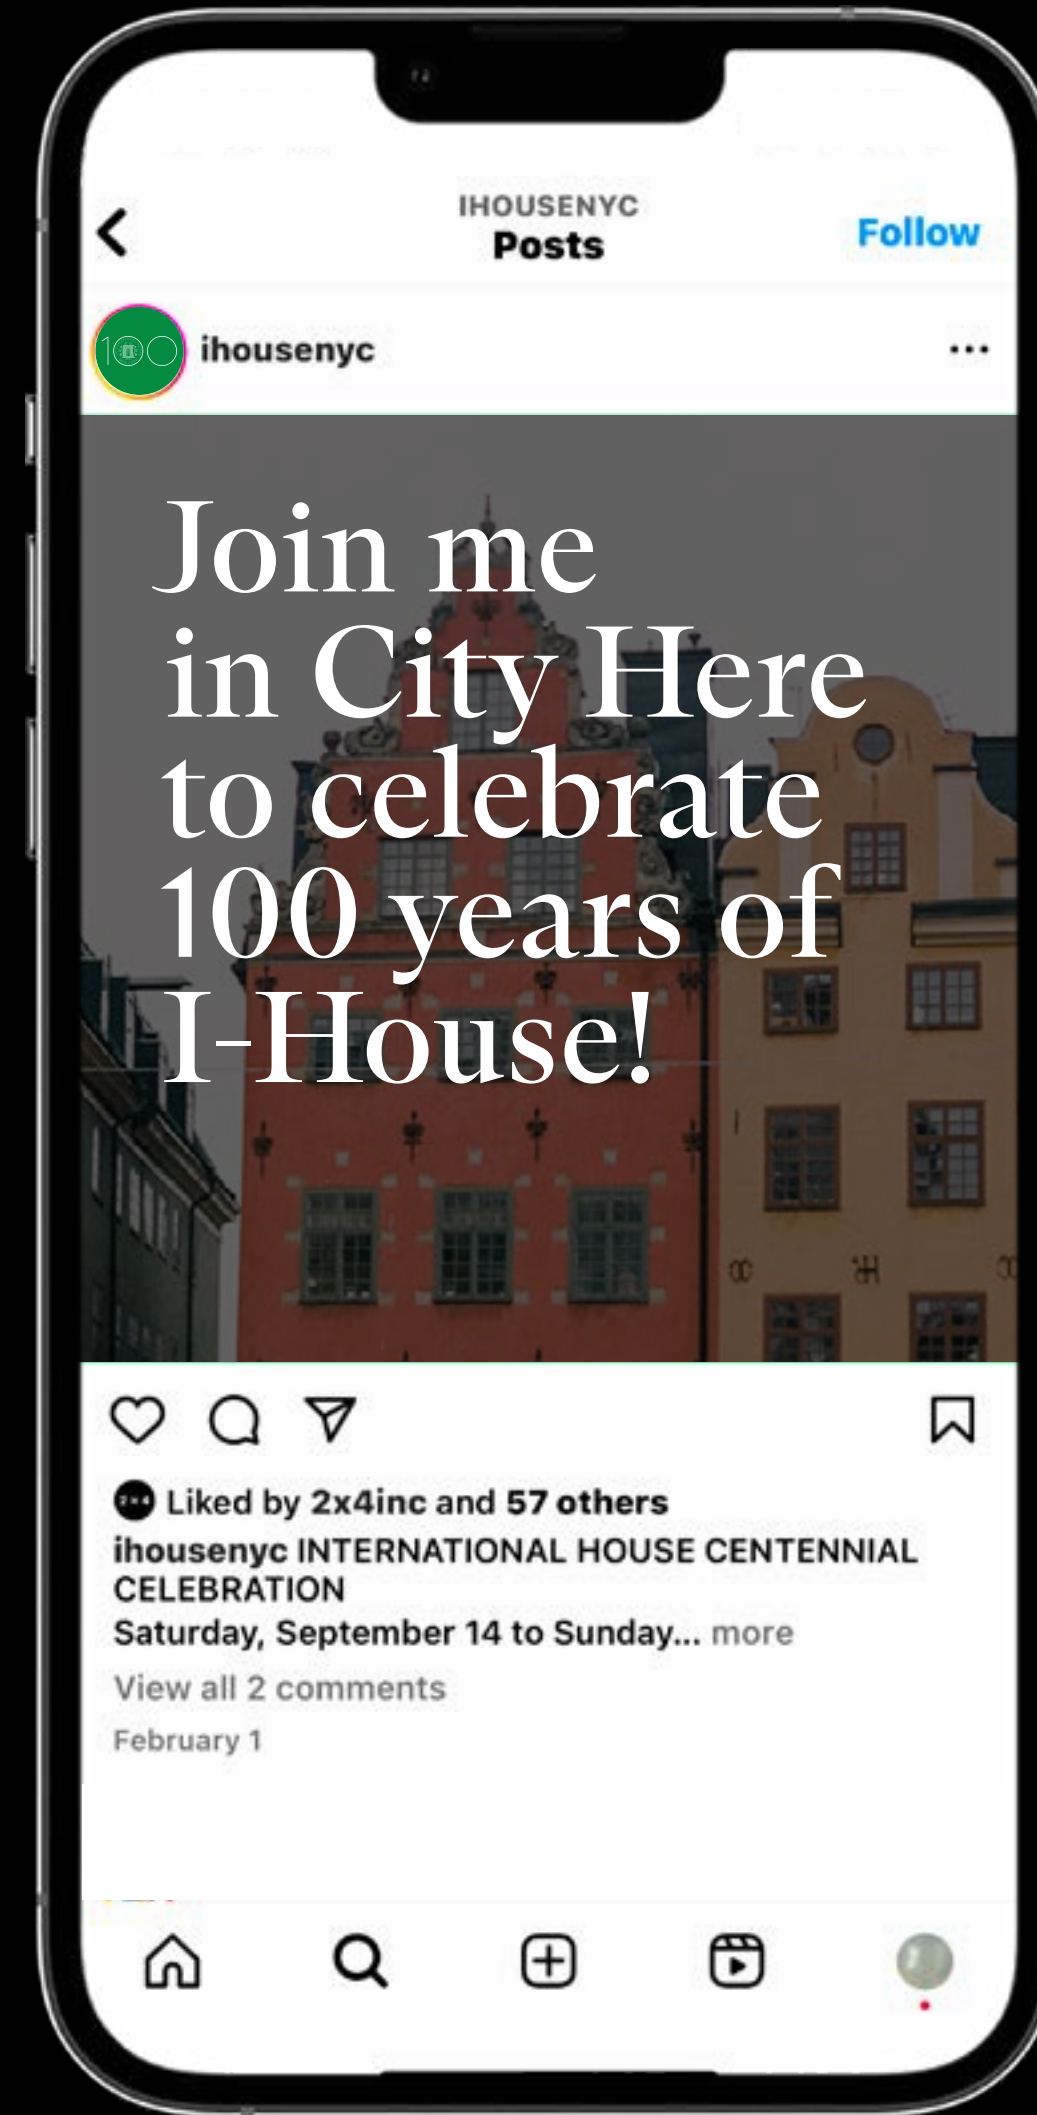 IHOUSENYC
Posts
Follow
100
ihousenyc
Join me
in City Here
to celebrate
100 years of
I-House!
Liked by 2x4inc and 57 others
ihousenyc INTERNATIONAL HOUSE CENTENNIAL
CELEBRATION
Saturday, September 14 to Sunday... more
View all 2 comments
February 1